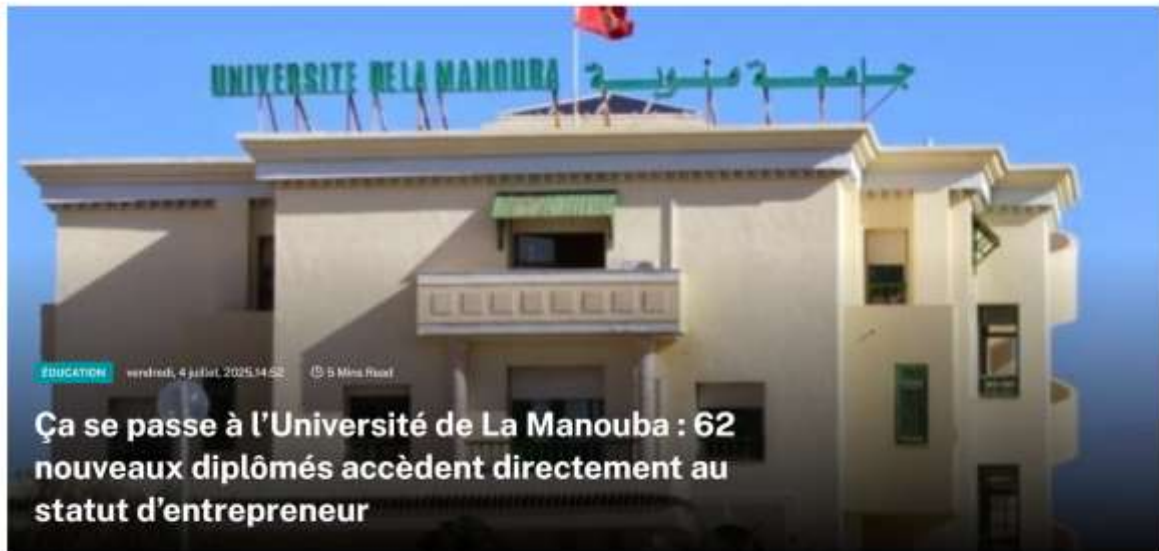 UNIVERSITE DE LA MANOUBA جامعة منوبة
EDUCATION vendredi, 4 juillet, 2025,14:52 5 Mins Read
Ça se passe à l'Université de La Manouba : 62
nouveaux diplômés accèdent directement au
statut d'entrepreneur